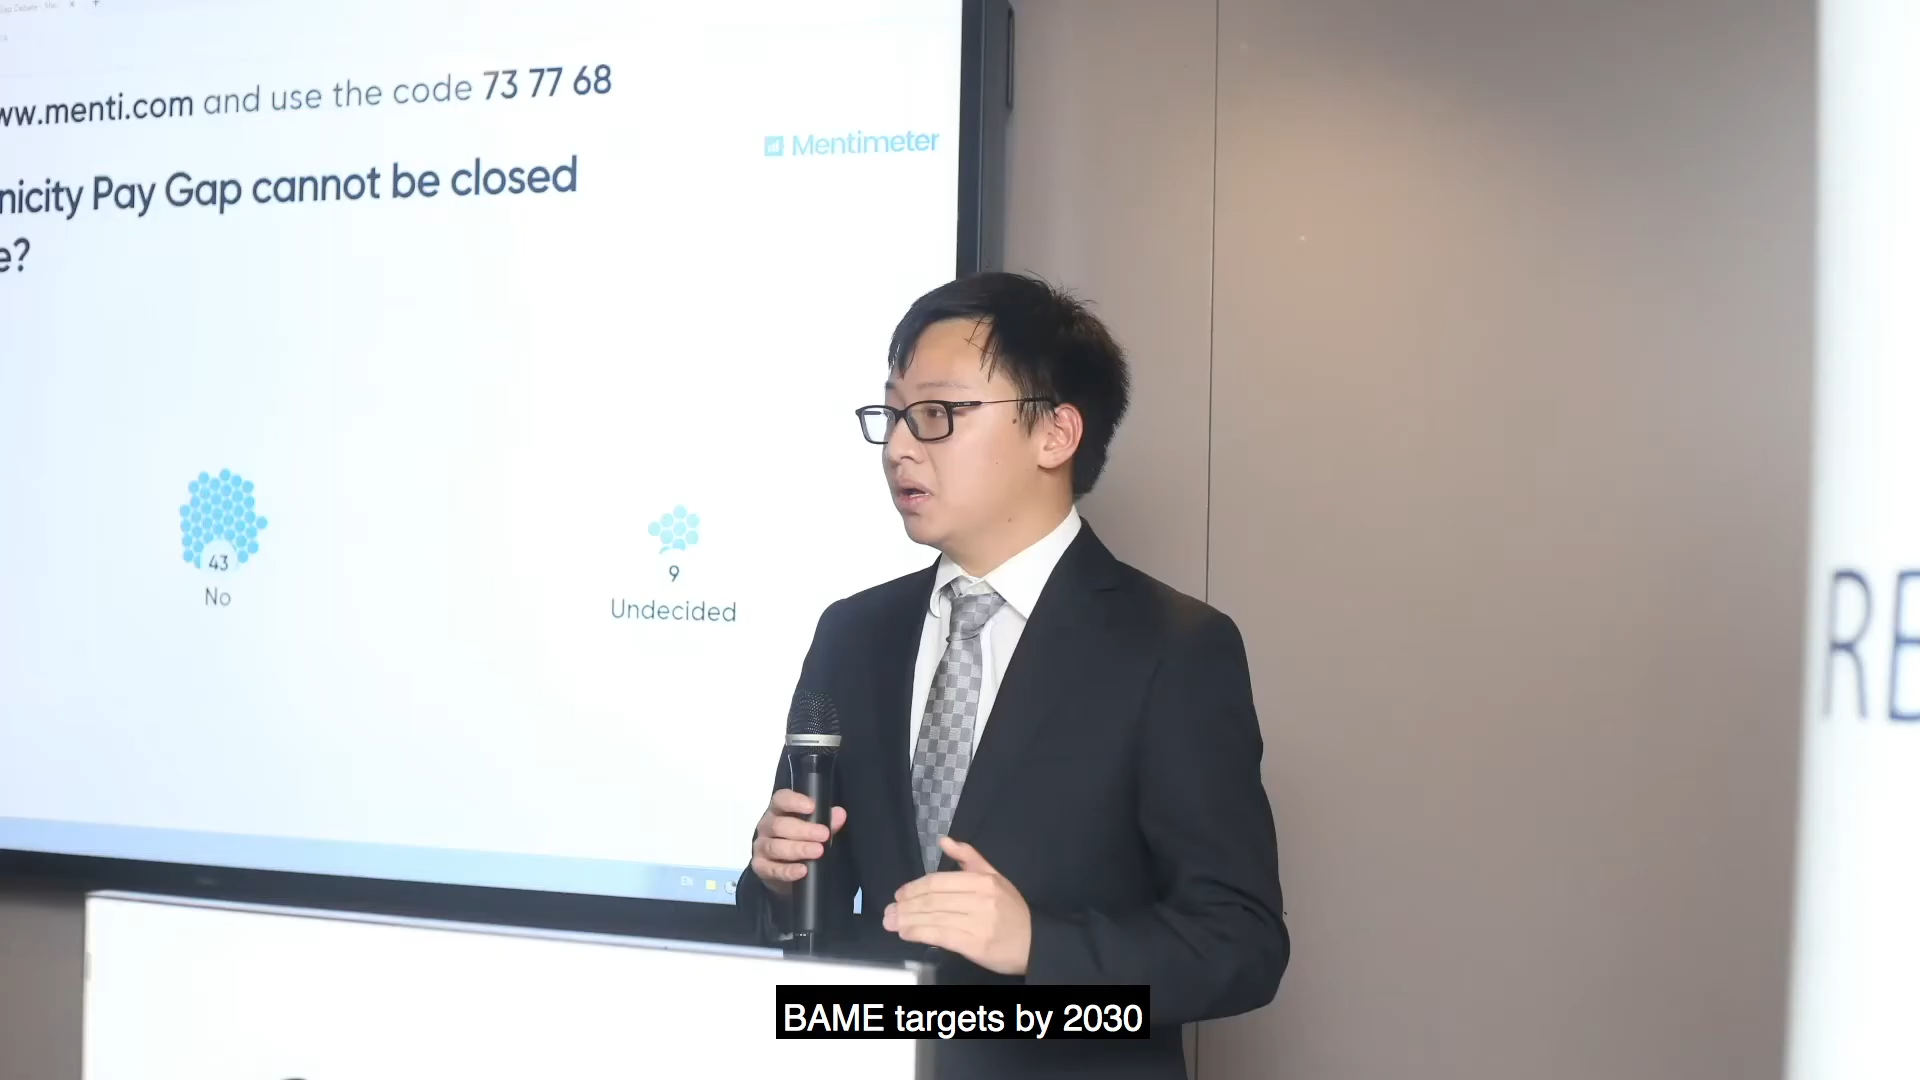 ww.menti.com and use the code 73 77 68
Mentimeter
nicity Pay Gap cannot be closed
e?
43
No
9
Undecided
EN
RE
BAME targets by 2030